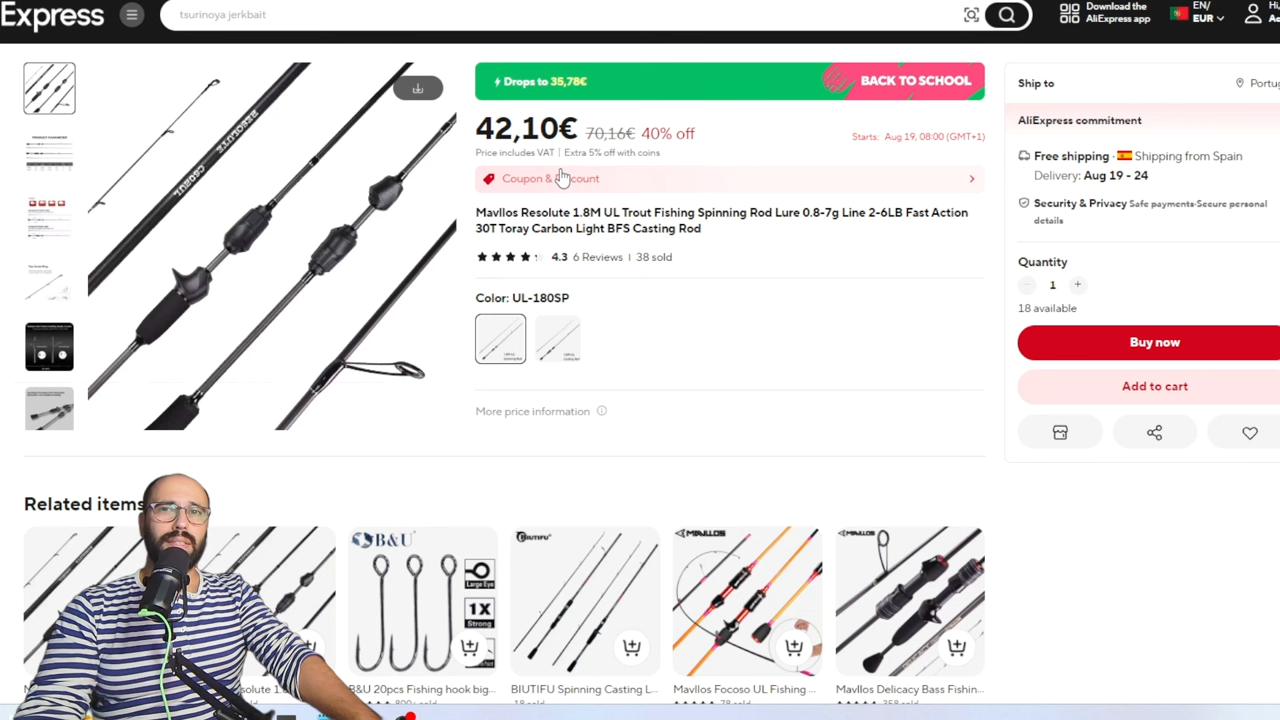 Express
tsurinoya jerkbait
Download the
AliExpress app
EN/
EUR
Hi,
Drops to 35,78€
BACK TO SCHOOL
42,10€ 70,16€ 40% off
Starts: Aug 19, 08:00 (GMT+1)
Price includes VAT | Extra 5% off with coins
Coupon &
Mavllos Resolute 1.8M UL Trout Fishing Spinning Rod Lure 0.8-7g Line 2-6LB Fast Action
30T Toray Carbon Light BFS Casting Rod
4.3 6 Reviews | 38 sold
Color: UL-180SP
More price information
Ship to
Portug
AliExpress commitment
Free shipping · Shipping from Spain
Delivery: Aug 19 - 24
Security & Privacy Safe payments·Secure personal
details
Quantity
1
18 available
Buy now
Add to cart
RESOLUTE
Related items
B&U
Large Eye
1X
Strong
BIUTIFU
MAVLLOS
MAVLLOS
B&U 20pcs Fishing hook big...
BIUTIFU Spinning Casting L...
Mavllos Focoso UL Fishing ...
Mavllos Delicacy Bass Fishin...